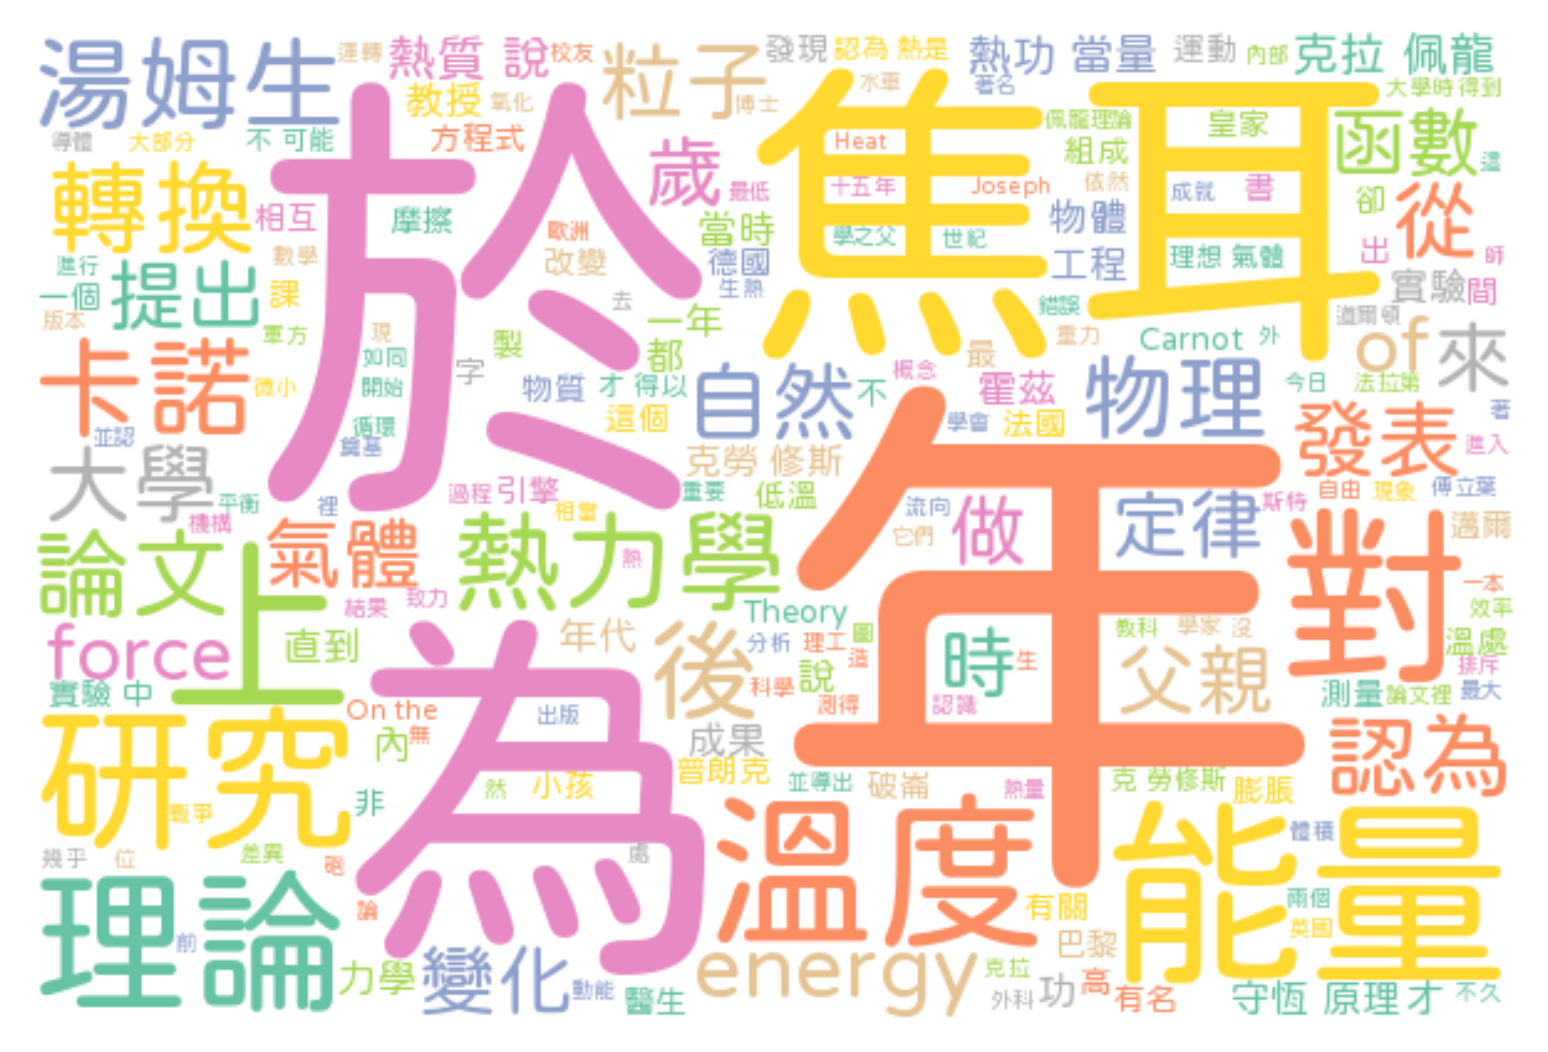 湯姆生
運轉
熱質 說
校友
粒子
發現
認為 熱是
熱功 當量
運動
內部
克拉 佩龍
教授
氧化
博士
水車
著名
大學時 得到
導體
大部分
不 可能
方程式
於
歲
焦耳
Heat
佩龍理論
皇家
函數
這
轉換
相互
摩擦
最低
十五年
Joseph
組成
依然
成就
書
卻
從
數學
歐洲
改變
當時
德國
學之父
世紀
物體
工程
理想 氣體
出
師
進行
一個
提出
課
生熱
實驗
間
版本
軍方
現
去
一年
錯誤
重力
道爾頓
卡諾
微小
如同
開始
字
製
都
物質
才 得以
自然
不
最
概念
霍茲
Carnot
外
of
來
物理
今日
法拉第
並認
循環
奠基
這個
學會
法國
發表
著
進入
大學
平衡
機構
裡
過程
引擎
相當
克勞 修斯
重要
低溫
年
流向
它們
做
定律
斯特
自由
現象
傅立葉
邁爾
論文
上
氣體
熱力學
熱
對
一本
效率
結果
致力
Theory
force
直到
年代
後
分析
理工
圖
造
時
生
教科
學家
沒
溫處
排斥
實驗 中
On the
為
出版
科學
說
測得
認識
父親
測量
論文裡
最大
研究
內
無
成果
認為
非
然
小孩
普朗克
並導出
破崙
熱量
克 勞修斯
膨脹
戰爭
幾乎
位
差異
砲
處
溫度
能量
體積
理論
前
論
有關
兩個
英國
巴黎
力學
變化
動能
醫生
energy
克拉
外科
功
高
有名
守恆 原理
才
不久